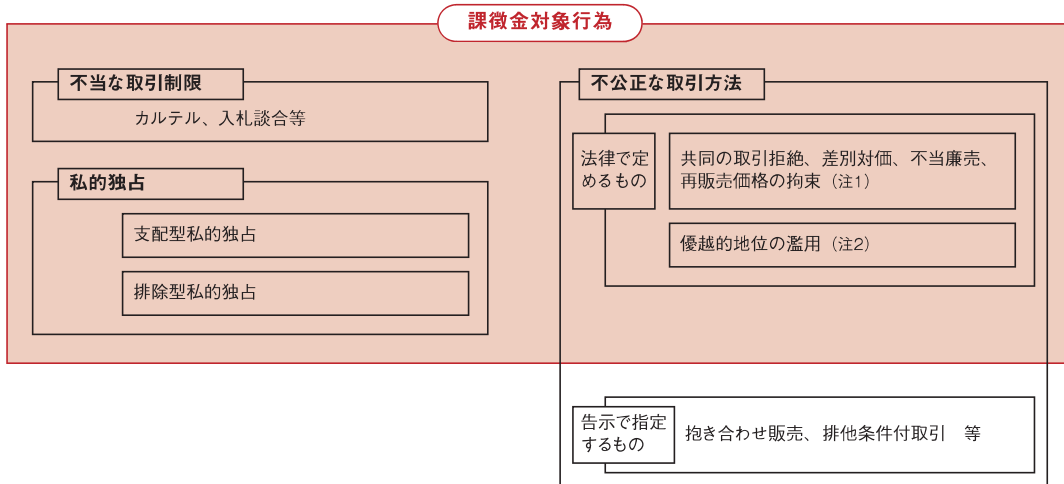 課徴金対象行為
不当な取引制限
カルテル、入札談合等
私的独占
支配型私的独占
排除型私的独占
不公正な取引方法
法律で定
めるもの
共同の取引拒絶、差別対価、不当廉売、
再販売価格の拘束（注1）
優越的地位の濫用（注2）
告示で指定
するもの
抱き合わせ販売、排他条件付取引　等